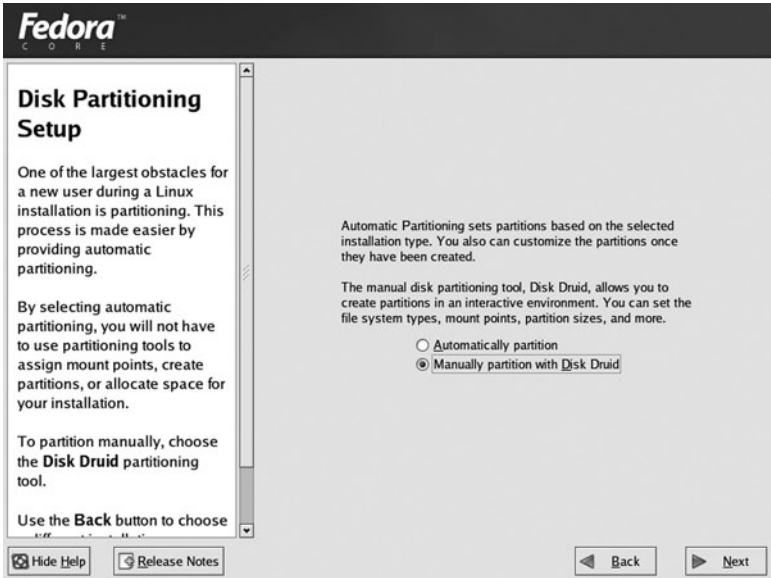 Fedora™
CORE
Disk Partitioning
Setup
One of the largest obstacles for
a new user during a Linux
installation is partitioning. This
process is made easier by
providing automatic
partitioning.
By selecting automatic
partitioning, you will not have
to use partitioning tools to
assign mount points, create
partitions, or allocate space for
your installation.
To partition manually, choose
the Disk Druid partitioning
tool.
Use the Back button to choose
Automatic Partitioning sets partitions based on the selected
installation type. You also can customize the partitions once
they have been created.
The manual disk partitioning tool, Disk Druid, allows you to
create partitions in an interactive environment. You can set the
file system types, mount points, partition sizes, and more.
Automatically partition
Manually partition with Disk Druid
Hide Help
Release Notes
Back
Next